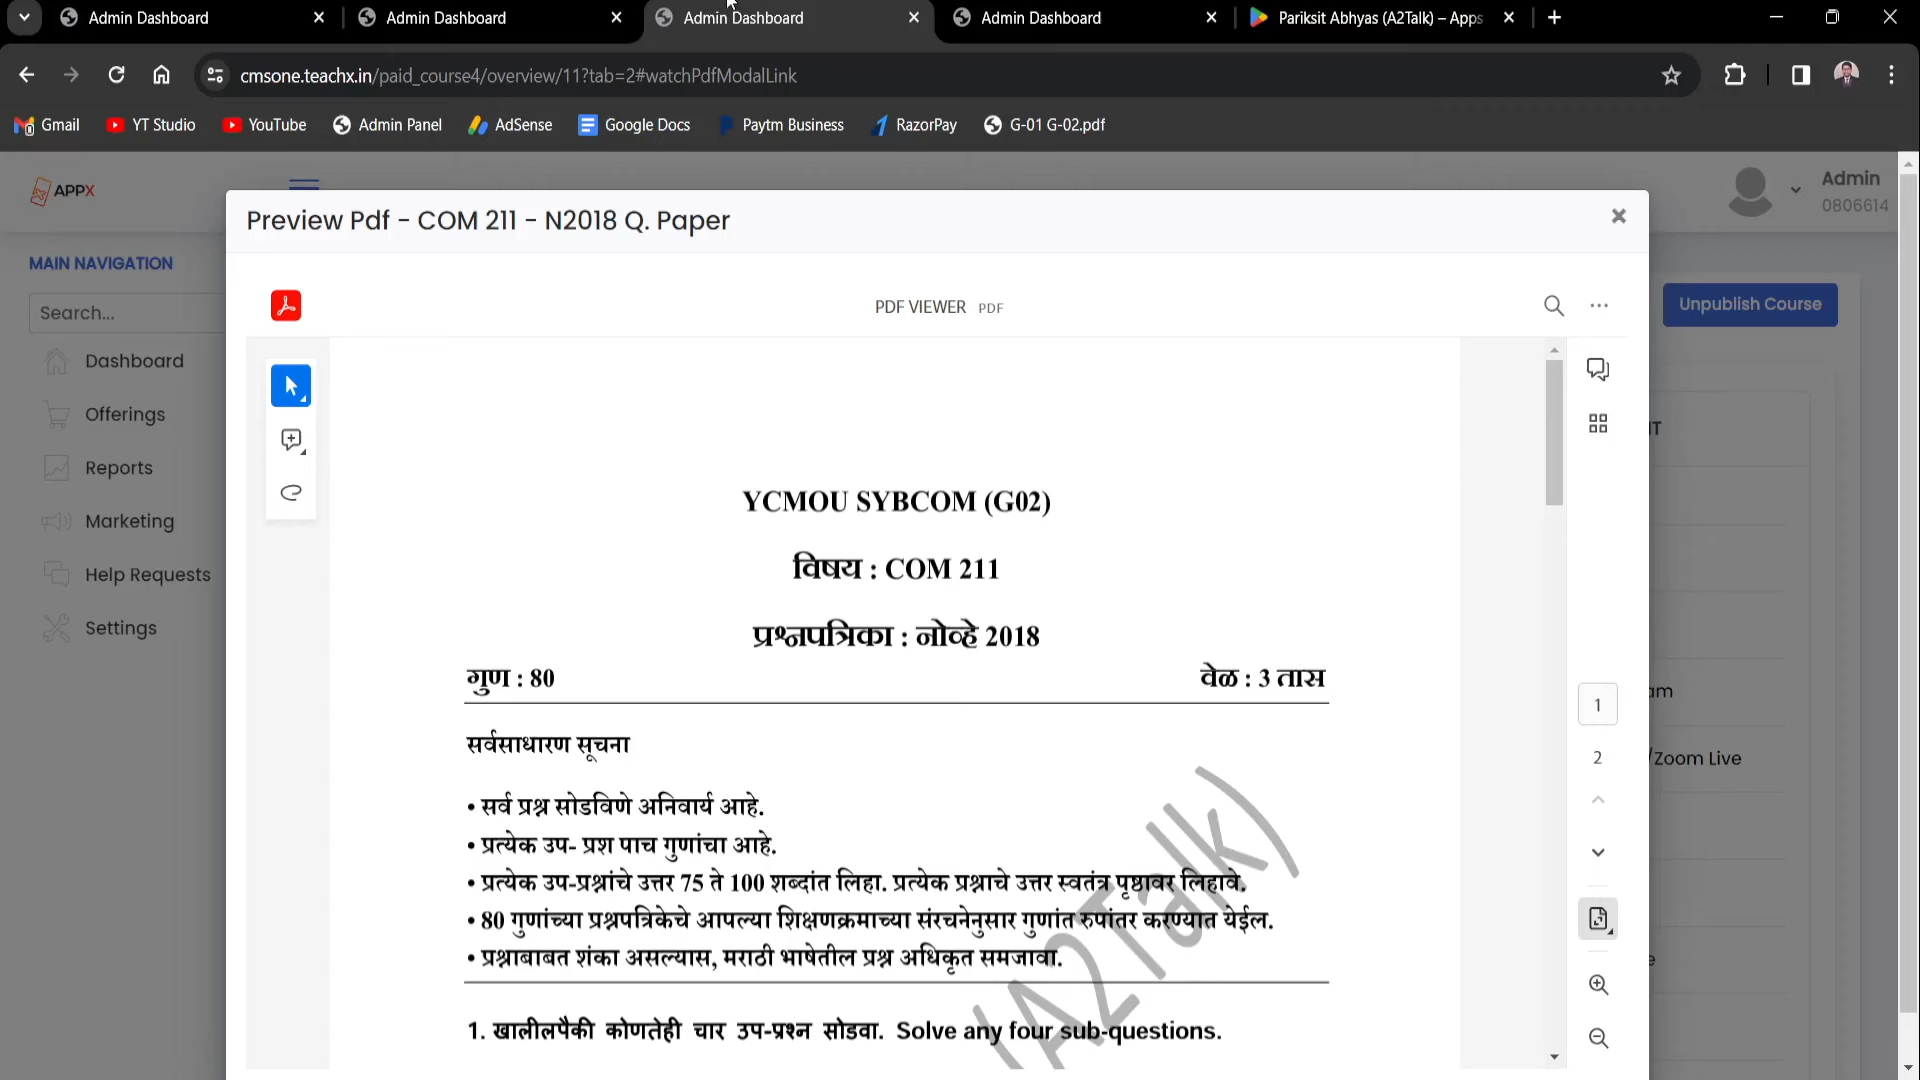 Admin Dashboard
Admin Dashboard
Admin Dashboard
Admin Dashboard
Pariksit Abhyas (A2Talk) – Apps
cmsone.teachx.in/paid_course4/overview/11?tab=2#watchPdfModalLink
Gmail
YT Studio
YouTube
Admin Panel
AdSense
Google Docs
Paytm Business
RazorPay
G-01 G-02.pdf
APPX
Admin
0806614
Preview Pdf - COM 211 - N2018 Q. Paper
MAIN NAVIGATION
Search...
Dashboard
Offerings
Reports
Marketing
Help Requests
Settings
PDF VIEWER PDF
Unpublish Course
YCMOU SYBCOM (G02)
विषय : COM 211
प्रश्नपत्रिका : नोव्हे 2018
गुण : 80
वेळ : 3 तास
सर्वसाधारण सूचना
• सर्व प्रश्न सोडविणे अनिवार्य आहे.
• प्रत्येक उप- प्रश पाच गुणांचा आहे.
• प्रत्येक उप-प्रश्नांचे उत्तर 75 ते 100 शब्दांत लिहा. प्रत्येक प्रश्नाचे उत्तर स्वतंत्र पृष्ठावर लिहावे.
• 80 गुणांच्या प्रश्नपत्रिकेचे आपल्या शिक्षणक्रमाच्या संरचनेनुसार गुणांत रुपांतर करण्यात येईल.
• प्रश्नाबाबत शंका असल्यास, मराठी भाषेतील प्रश्न अधिकृत समजावा.
1. खालीलपैकी कोणतेही चार उप-प्रश्न सोडवा. Solve any four sub-questions.
(A2Talk)
1
2
/Zoom Live